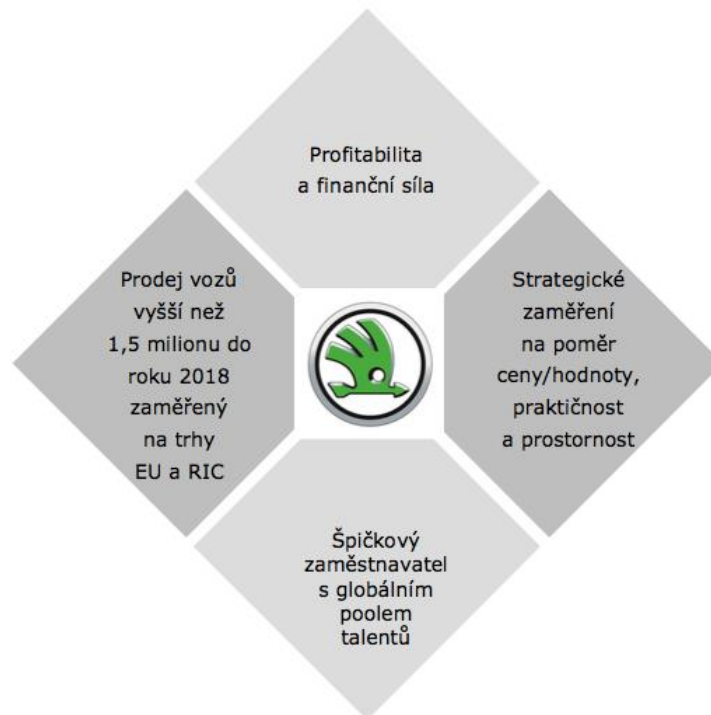 Profitabilita
a finanční síla
Prodej vozů
vyšší než
1,5 milionu do
roku 2018
zaměřený
na trhy
EU a RIC
Strategické
zaměření
na poměr
ceny/hodnoty,
praktičnost
a prostornost
Špičkový
zaměstnavatel
s globálním
poolem
talentů